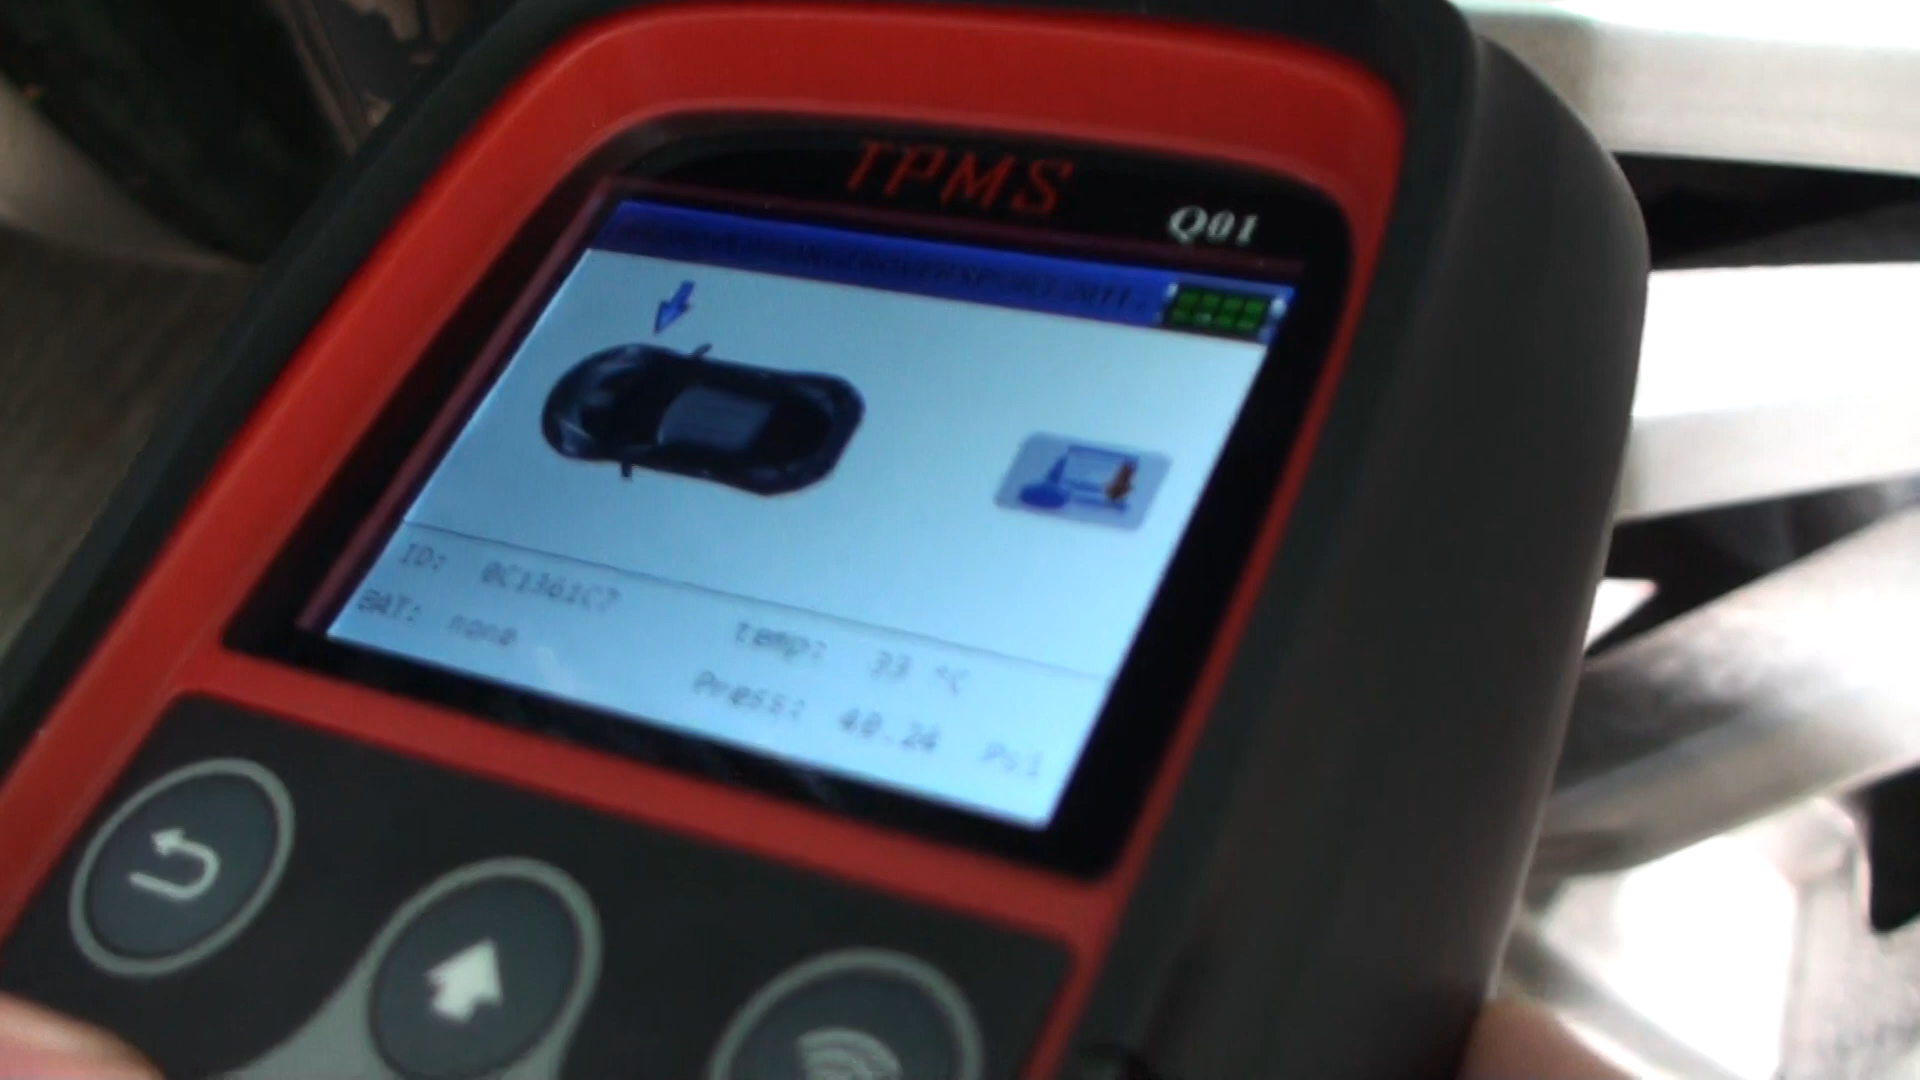 TPMS
Q01
ID: 0C1361C7
BAT: none
temp: 33 °C
Press: 40.24 Psi